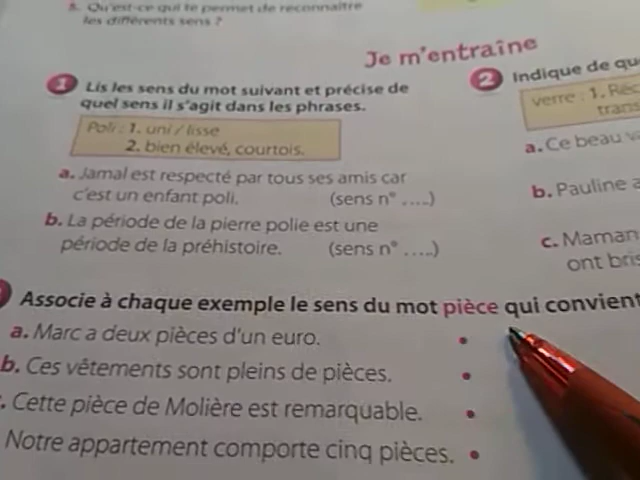 5. Qu'est-ce qui te permet de reconnaître
les différents sens ?
Je m'entraîne
1 Lis les sens du mot suivant et précise de
quel sens il s'agit dans les phrases.
Poli : 1. uni / lisse
2. bien élevé, courtois.
a. Jamal est respecté par tous ses amis car
c'est un enfant poli. (sens n° ....)
b. La période de la pierre polie est une
période de la préhistoire. (sens n° ....)
2 Indique de qu
verre : 1. Réc
trans
a. Ce beau v
b. Pauline a
c. Maman
ont bris
Associe à chaque exemple le sens du mot pièce qui convient
a. Marc a deux pièces d'un euro.
b. Ces vêtements sont pleins de pièces.
. Cette pièce de Molière est remarquable.
Notre appartement comporte cinq pièces.